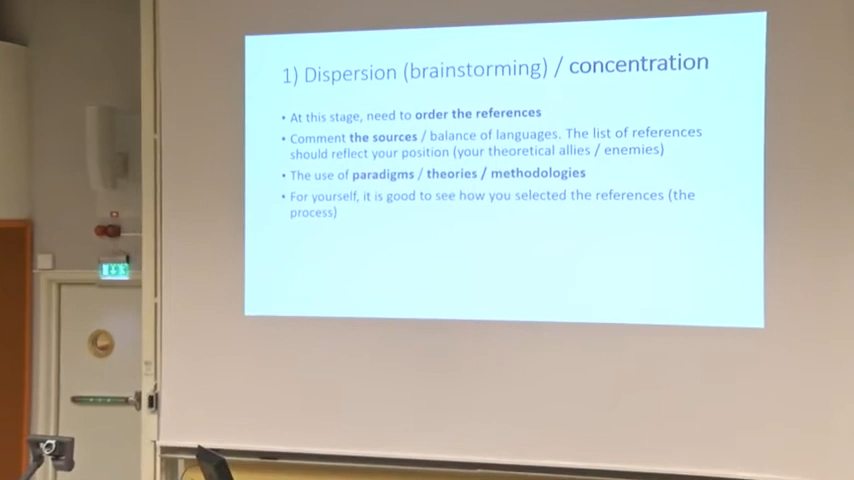 1) Dispersion (brainstorming) / concentration
• At this stage, need to order the references
• Comment the sources / balance of languages. The list of references
should reflect your position (your theoretical allies / enemies)
• The use of paradigms / theories / methodologies
• For yourself, it is good to see how you selected the references (the
process)